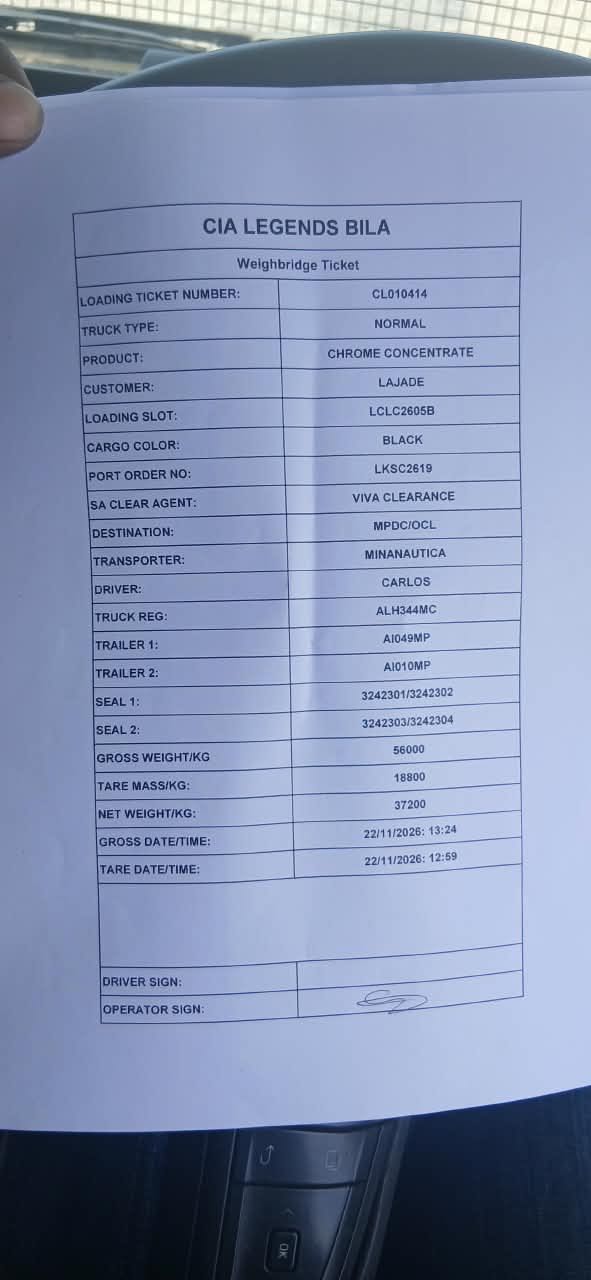 CIA LEGENDS BILA
Weighbridge Ticket
LOADING TICKET NUMBER: CL010414
TRUCK TYPE: NORMAL
PRODUCT: CHROME CONCENTRATE
CUSTOMER: LAJADE
LOADING SLOT: LCLC2605B
CARGO COLOR: BLACK
PORT ORDER NO: LKSC2619
SA CLEAR AGENT: VIVA CLEARANCE
DESTINATION: MPDC/OCL
TRANSPORTER: MINANAUTICA
DRIVER: CARLOS
TRUCK REG: ALH344MC
TRAILER 1: AI049MP
TRAILER 2: AI010MP
SEAL 1: 3242301/3242302
SEAL 2: 3242303/3242304
GROSS WEIGHT/KG 56000
TARE MASS/KG: 18800
NET WEIGHT/KG: 37200
GROSS DATE/TIME: 22/11/2026: 13:24
TARE DATE/TIME: 22/11/2026: 12:59
DRIVER SIGN:
OPERATOR SIGN:
OK